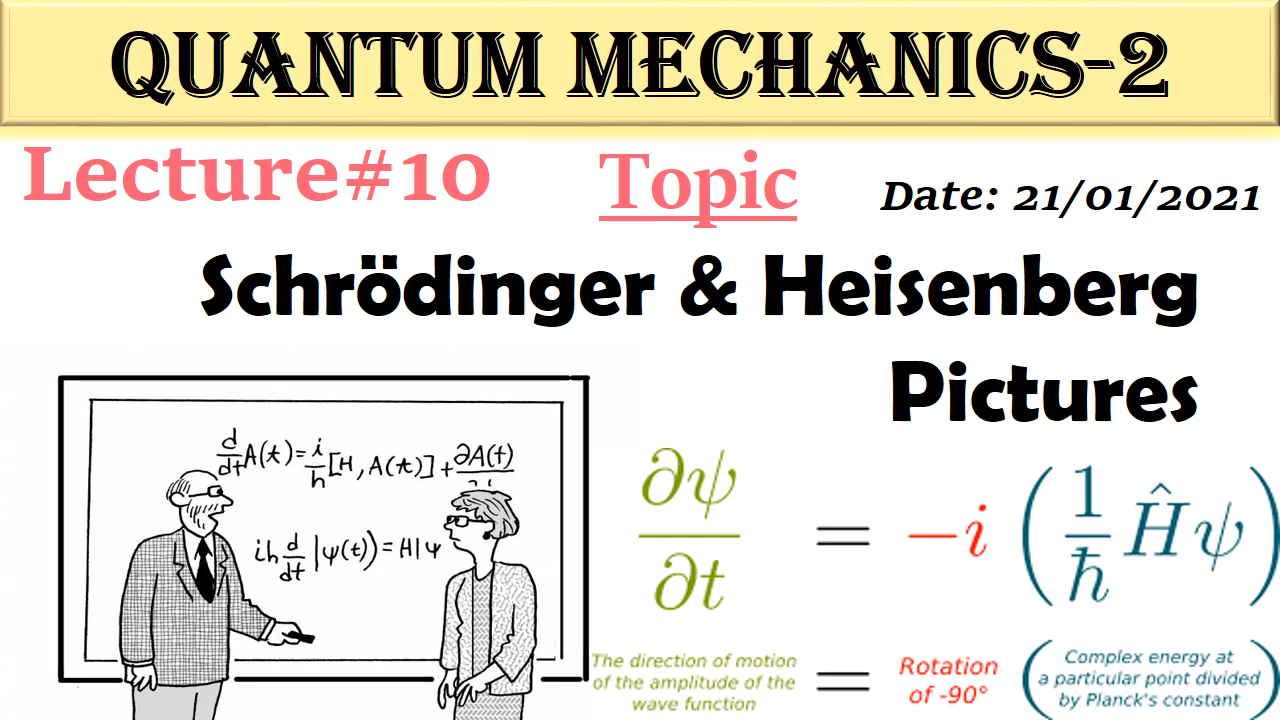 QUANTUM MECHANICS-2
Lecture#10
Topic
Date: 21/01/2021
Schrödinger & Heisenberg
Pictures
d/dt A(t) = i/ħ [H, A(t)] + ∂A(t)
iħ d/dt |ψ(t)⟩ = H|ψ
∂ψ/∂t = -i (1/ħ Ĥψ)
The direction of motion
of the amplitude of the
wave function
=
Rotation
of -90°
Complex energy at
a particular point divided
by Planck's constant